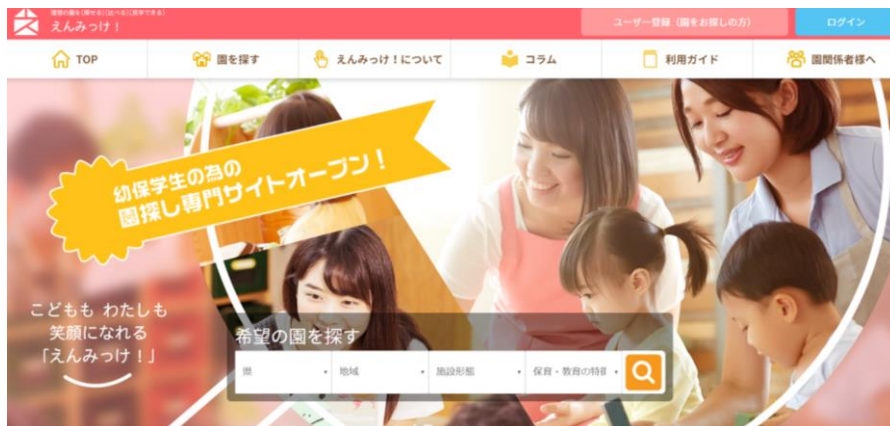 理想の園を[探せる][比べる][見学できる]
えんみっけ！
ユーザー登録（園をお探しの方）
ログイン
TOP
園を探す
えんみっけ！について
コラム
利用ガイド
園関係者様へ
幼保学生の為の
園探し専門サイトオープン！
こどもも わたしも
笑顔になれる
「えんみっけ！」
希望の園を探す
地域
施設形態
保育・教育の特徴